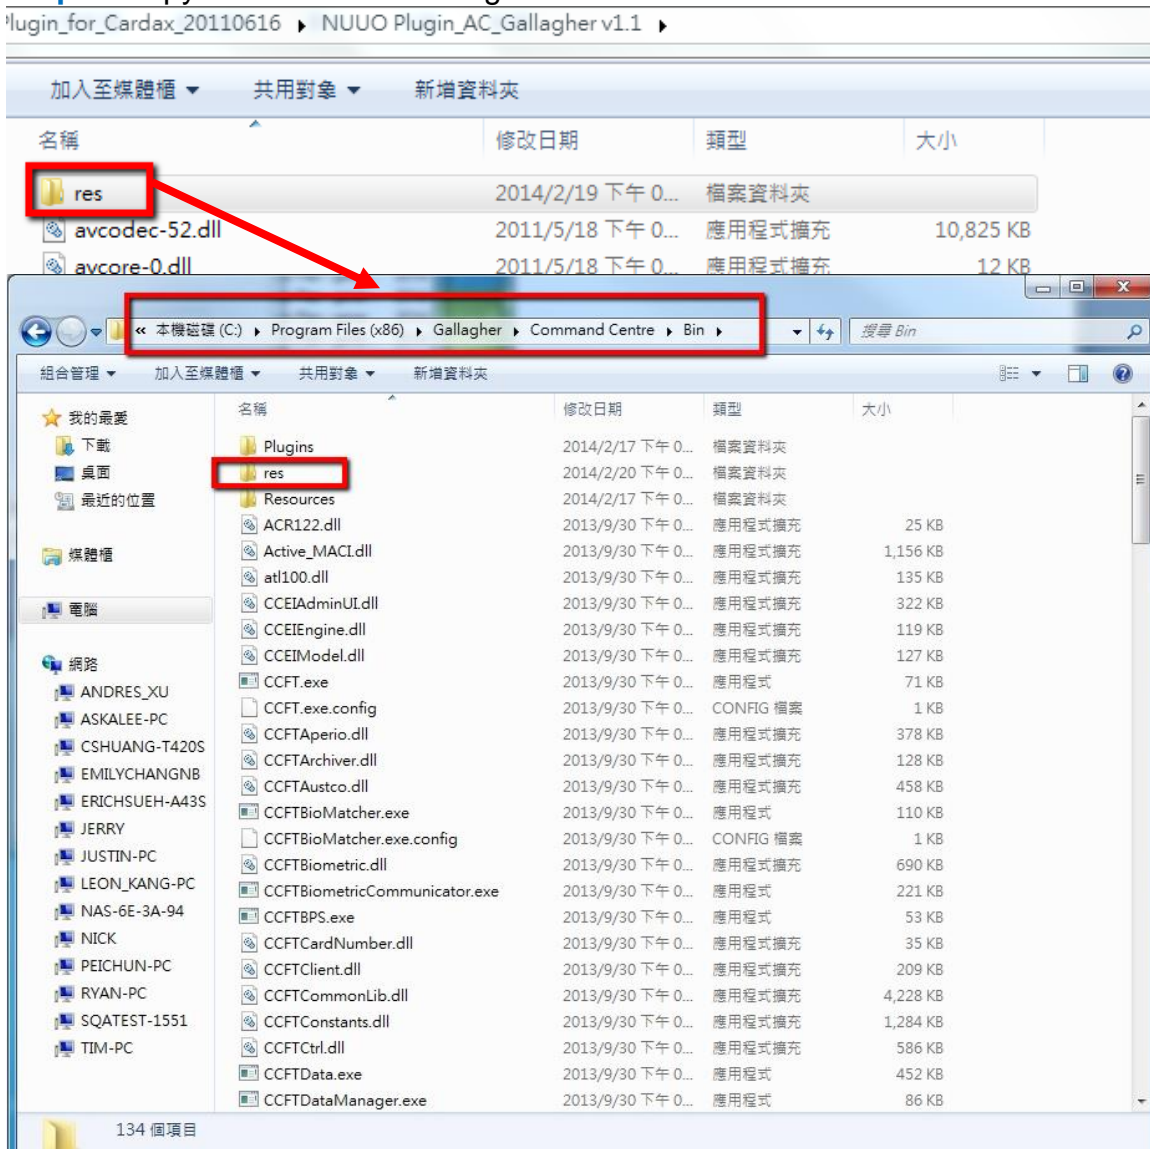 Plugin_for_Cardax_20110616 ▸ NUUO Plugin_AC_Gallagher v1.1 ▸
加入至媒體櫃 ▼ 共用對象 ▼ 新增資料夾
名稱 修改日期 類型 大小
res 2014/2/19 下午 0... 檔案資料夾
avcodec-52.dll 2011/5/18 下午 0... 應用程式擴充 10,825 KB
avcore-0.dll 2011/5/18 下午 0... 應用程式擴充 12 KB
« 本機磁碟 (C:) ▸ Program Files (x86) ▸ Gallagher ▸ Command Centre ▸ Bin ▸ 搜尋 Bin
組合管理 ▼ 加入至媒體櫃 ▼ 共用對象 ▼ 新增資料夾
我的最愛
下載
桌面
最近的位置
媒體櫃
電腦
網路
ANDRES_XU
ASKALEE-PC
CSHUANG-T420S
EMILYCHANGNB
ERICHSUEH-A43S
JERRY
JUSTIN-PC
LEON_KANG-PC
NAS-6E-3A-94
NICK
PEICHUN-PC
RYAN-PC
SQATEST-1551
TIM-PC
名稱 修改日期 類型 大小
Plugins 2014/2/17 下午 0... 檔案資料夾
res 2014/2/20 下午 0... 檔案資料夾
Resources 2014/2/17 下午 0... 檔案資料夾
ACR122.dll 2013/9/30 下午 0... 應用程式擴充 25 KB
Active_MACI.dll 2013/9/30 下午 0... 應用程式擴充 1,156 KB
atl100.dll 2013/9/30 下午 0... 應用程式擴充 135 KB
CCEIAdminUI.dll 2013/9/30 下午 0... 應用程式擴充 322 KB
CCEIEngine.dll 2013/9/30 下午 0... 應用程式擴充 119 KB
CCEIModel.dll 2013/9/30 下午 0... 應用程式擴充 127 KB
CCFT.exe 2013/9/30 下午 0... 應用程式 71 KB
CCFT.exe.config 2013/9/30 下午 0... CONFIG 檔案 1 KB
CCFTAperio.dll 2013/9/30 下午 0... 應用程式擴充 378 KB
CCFTArchiver.dll 2013/9/30 下午 0... 應用程式擴充 128 KB
CCFTAustco.dll 2013/9/30 下午 0... 應用程式擴充 458 KB
CCFTBioMatcher.exe 2013/9/30 下午 0... 應用程式 110 KB
CCFTBioMatcher.exe.config 2013/9/30 下午 0... CONFIG 檔案 1 KB
CCFTBiometric.dll 2013/9/30 下午 0... 應用程式擴充 690 KB
CCFTBiometricCommunicator.exe 2013/9/30 下午 0... 應用程式 221 KB
CCFTBPS.exe 2013/9/30 下午 0... 應用程式 53 KB
CCFTCardNumber.dll 2013/9/30 下午 0... 應用程式擴充 35 KB
CCFTClient.dll 2013/9/30 下午 0... 應用程式擴充 209 KB
CCFTCommonLib.dll 2013/9/30 下午 0... 應用程式擴充 4,228 KB
CCFTConstants.dll 2013/9/30 下午 0... 應用程式擴充 1,284 KB
CCFTCtrl.dll 2013/9/30 下午 0... 應用程式擴充 586 KB
CCFTData.exe 2013/9/30 下午 0... 應用程式 452 KB
CCFTDataManager.exe 2013/9/30 下午 0... 應用程式 86 KB
134 個項目